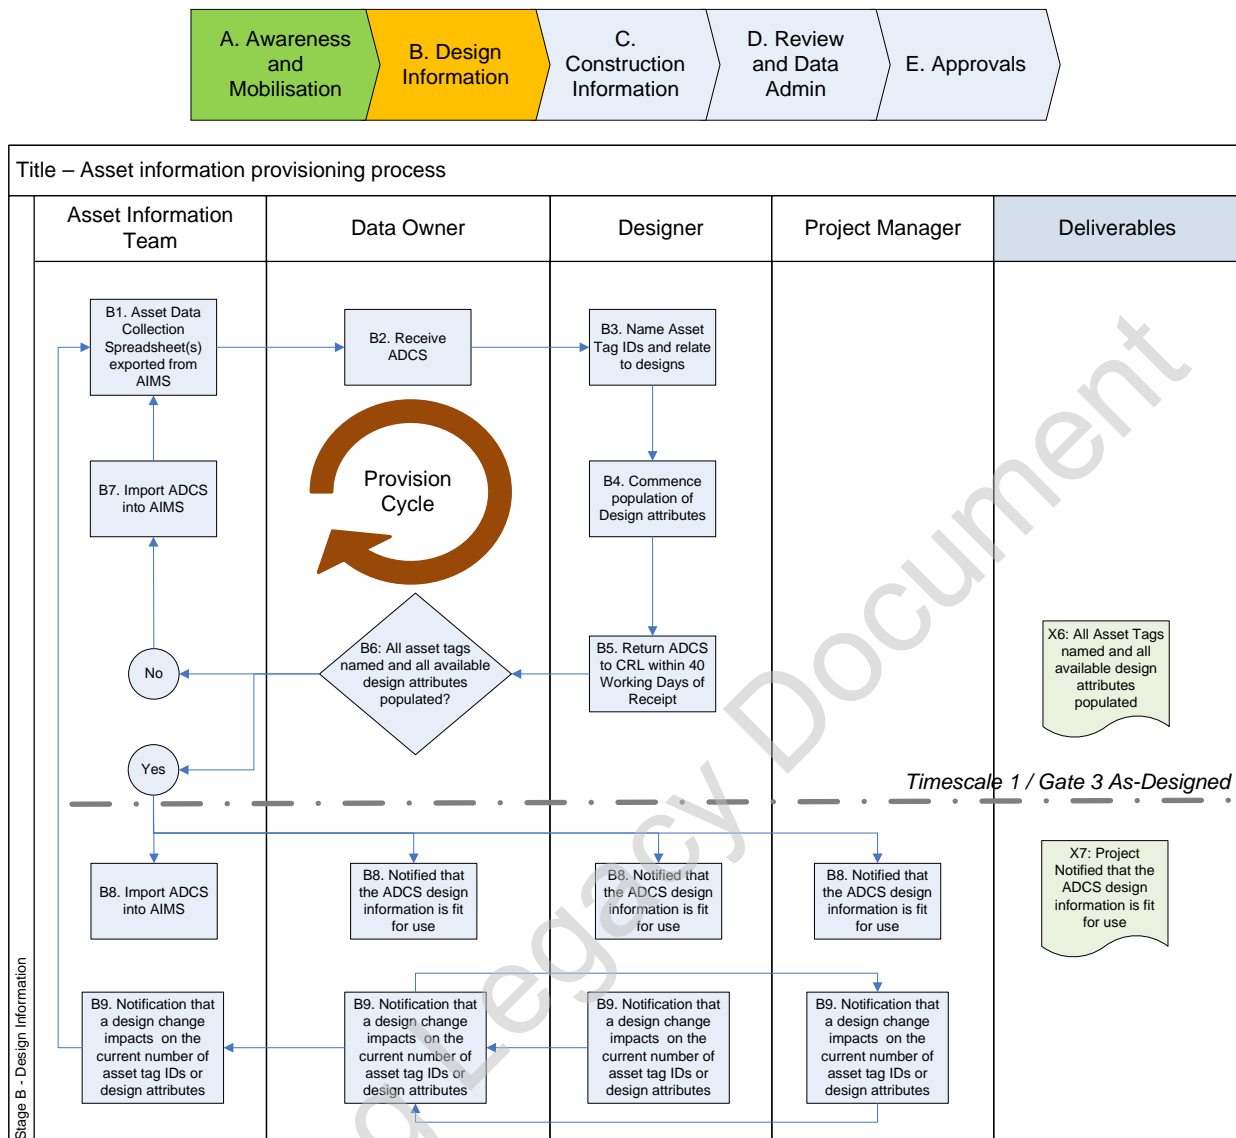 A. Awareness
and
Mobilisation
B. Design
Information
C.
Construction
Information
D. Review
and Data
Admin
E. Approvals
Title – Asset information provisioning process
Asset Information
Team
Data Owner
Designer
Project Manager
Deliverables
B1. Asset Data
Collection
Spreadsheet(s)
exported from
AIMS
B2. Receive
ADCS
B3. Name Asset
Tag IDs and relate
to designs
Provision
Cycle
B7. Import ADCS
into AIMS
B4. Commence
population of
Design attributes
B6: All asset tags
named and all available
design attributes
populated?
B5. Return ADCS
to CRL within 40
Working Days of
Receipt
X6: All Asset Tags
named and all
available design
attributes
populated
No
Yes
Timescale 1 / Gate 3 As-Designed
B8. Import ADCS
into AIMS
B8. Notified that
the ADCS design
information is fit
for use
B8. Notified that
the ADCS design
information is fit
for use
B8. Notified that
the ADCS design
information is fit
for use
X7: Project
Notified that the
ADCS design
information is fit
for use
B9. Notification that
a design change
impacts on the
current number of
asset tag IDs or
design attributes
B9. Notification that
a design change
impacts on the
current number of
asset tag IDs or
design attributes
B9. Notification that
a design change
impacts on the
current number of
asset tag IDs or
design attributes
B9. Notification that
a design change
impacts on the
current number of
asset tag IDs or
design attributes
Stage B - Design Information
Legacy Document